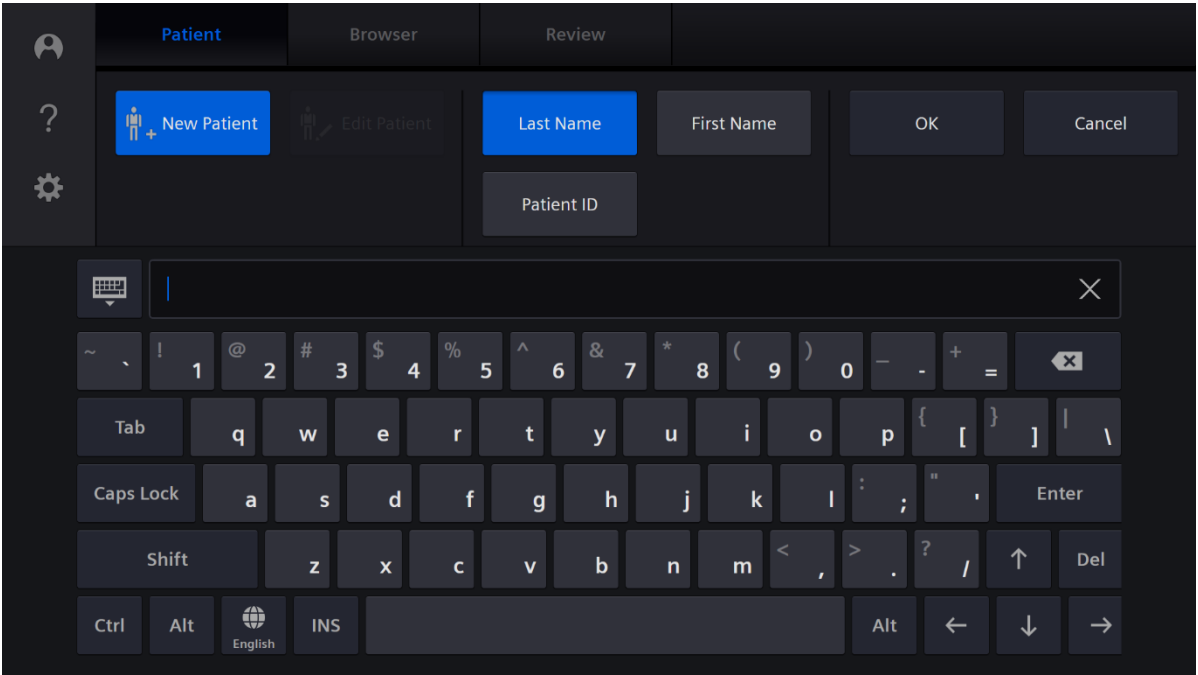 Patient Browser Review
New Patient Edit Patient Last Name First Name OK Cancel
Patient ID
~ ` ! 1 @ 2 # 3 $ 4 % 5 ^ 6 & 7 * 8 ( 9 ) 0 _ - + =
Tab q w e r t y u i o p { [ } ] | \
Caps Lock a s d f g h j k l : ; " ' Enter
Shift z x c v b n m < , > . ? / ↑ Del
Ctrl Alt English INS Alt ← ↓ →